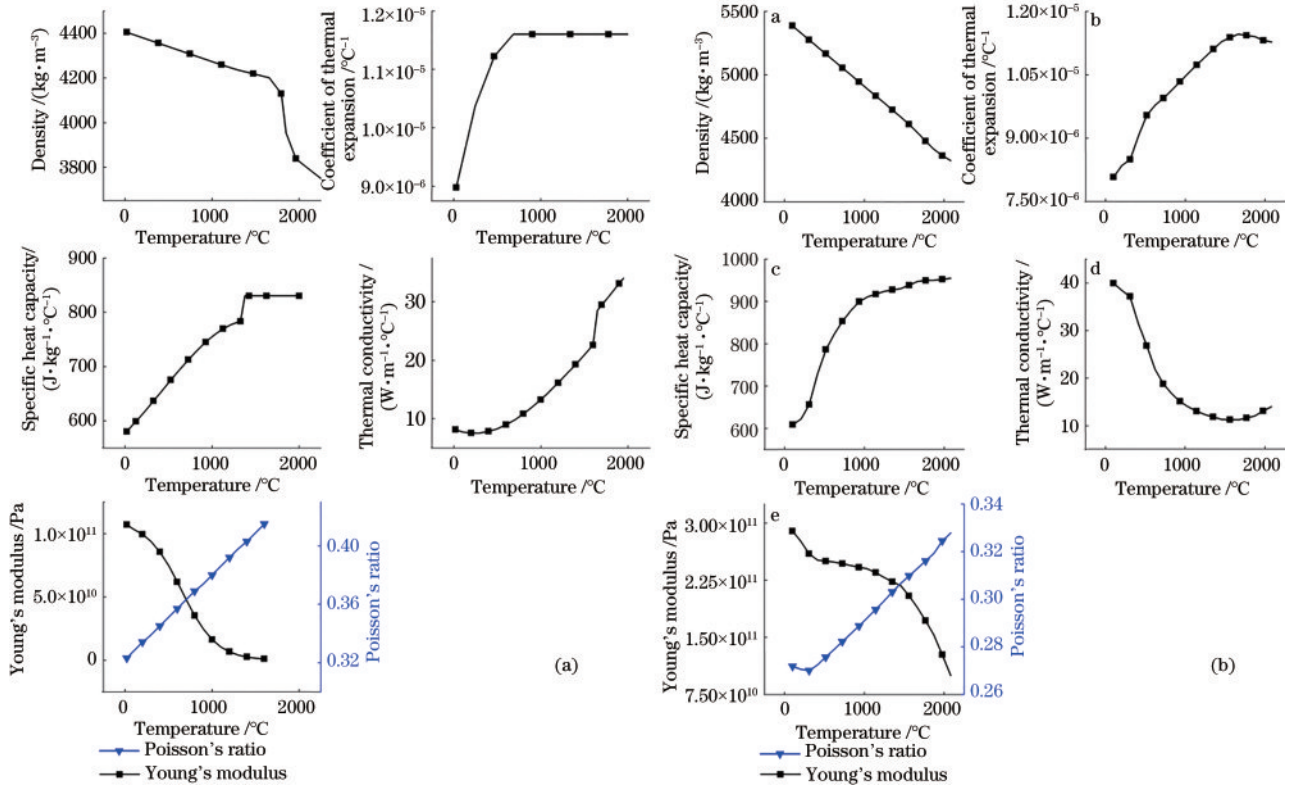 4400
4200
4000
3800
Density /(kg·m⁻³)
0 1000 2000
Temperature /°C
1.2×10⁻⁵
1.1×10⁻⁵
1.0×10⁻⁵
9.0×10⁻⁶
Coefficient of thermal
expansion /°C⁻¹
0 1000 2000
Temperature /°C
a
5500
5000
4500
4000
Density /(kg·m⁻³)
0 1000 2000
Temperature /°C
b
1.20×10⁻⁵
1.05×10⁻⁵
9.00×10⁻⁶
7.50×10⁻⁶
Coefficient of thermal
expansion /°C⁻¹
0 1000 2000
Temperature /°C
900
800
700
600
Specific heat capacity/
(J·kg⁻¹·°C⁻¹)
0 1000 2000
Temperature /°C
30
20
10
Thermal conductivity /
(W·m⁻¹·°C⁻¹)
0 1000 2000
Temperature /°C
c
1000
900
800
700
600
Specific heat capacity/
(J·kg⁻¹·°C⁻¹)
0 1000 2000
Temperature /°C
d
40
30
20
10
Thermal conductivity /
(W·m⁻¹·°C⁻¹)
0 1000 2000
Temperature /°C
1.0×10¹¹
5.0×10¹⁰
0
Young's modulus /Pa
0.40
0.36
0.32
Poisson's ratio
0 1000 2000
Temperature /°C
Poisson's ratio
Young's modulus
(a)
e
3.00×10¹¹
2.25×10¹¹
1.50×10¹¹
7.50×10¹⁰
Young's modulus /Pa
0.34
0.32
0.30
0.28
0.26
Poisson's ratio
0 1000 2000
Temperature /°C
Poisson's ratio
Young's modulus
(b)